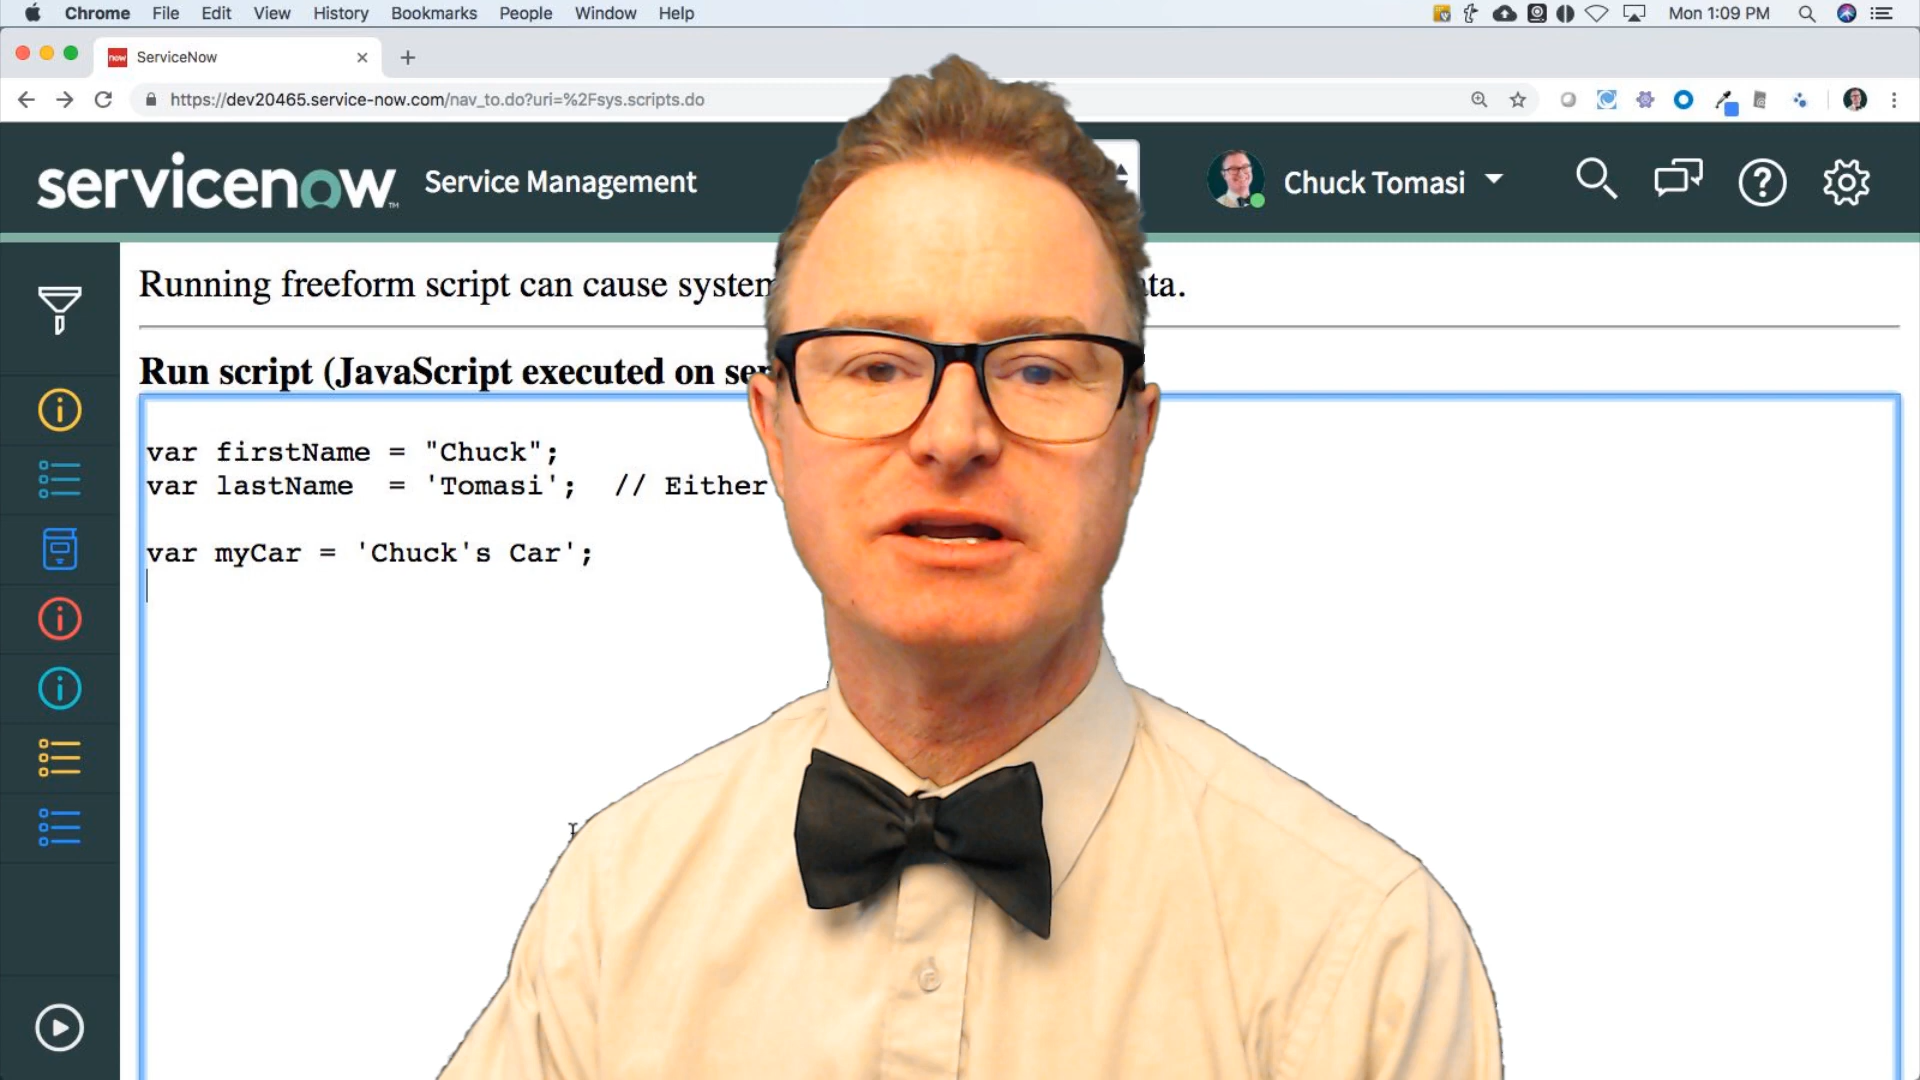 Chrome File Edit View History Bookmarks People Window Help Mon 1:09 PM
now ServiceNow
https://dev20465.service-now.com/nav_to.do?uri=%2Fsys.scripts.do
servicenow Service Management Chuck Tomasi
Running freeform script can cause system
Run script (JavaScript executed on
var firstName = "Chuck";
var lastName = 'Tomasi'; // Either
var myCar = 'Chuck's Car';